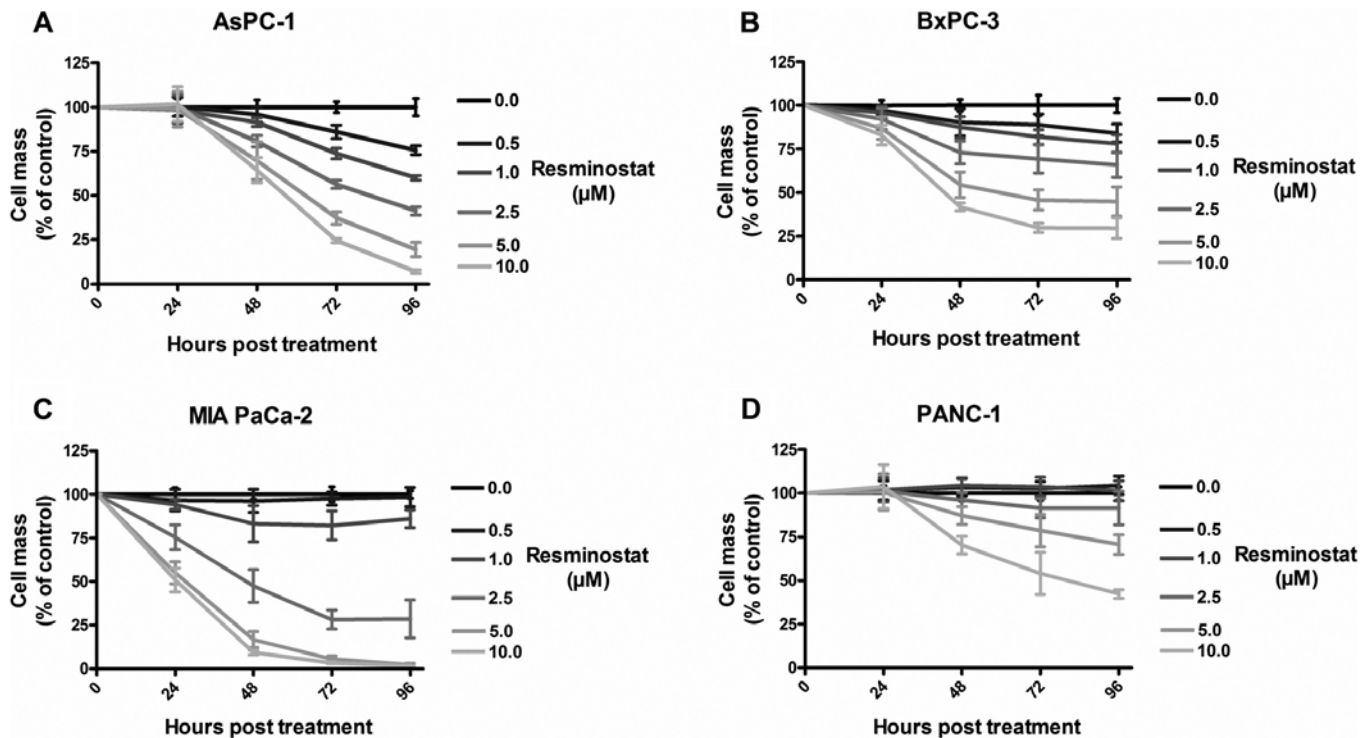 A
AsPC-1
Cell mass
(% of control)
125
100
75
50
25
0
0
24
48
72
96
Hours post treatment
0.0
0.5
1.0
2.5
5.0
10.0
Resminostat
(µM)
B
BxPC-3
Cell mass
(% of control)
125
100
75
50
25
0
0
24
48
72
96
Hours post treatment
0.0
0.5
1.0
2.5
5.0
10.0
Resminostat
(µM)
C
MIA PaCa-2
Cell mass
(% of control)
125
100
75
50
25
0
0
24
48
72
96
Hours post treatment
0.0
0.5
1.0
2.5
5.0
10.0
Resminostat
(µM)
D
PANC-1
Cell mass
(% of control)
125
100
75
50
25
0
0
24
48
72
96
Hours post treatment
0.0
0.5
1.0
2.5
5.0
10.0
Resminostat
(µM)